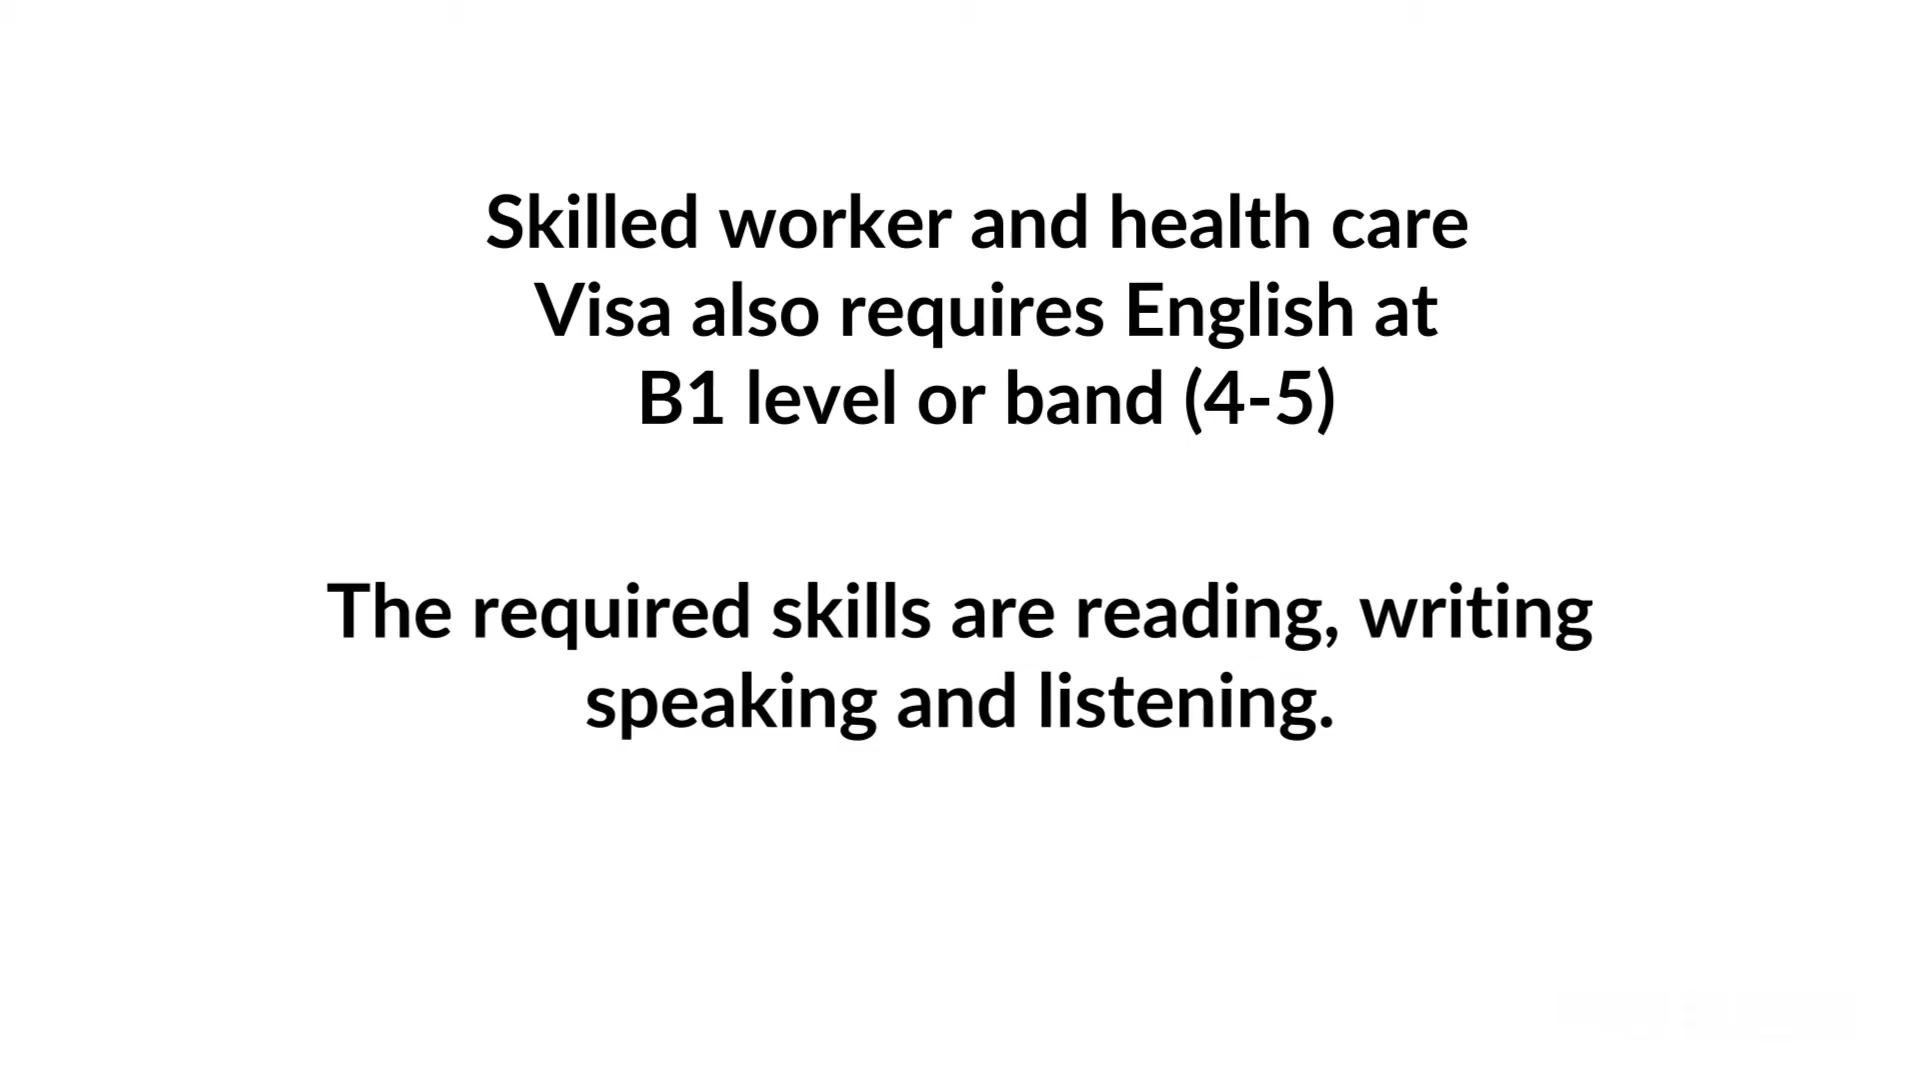 Skilled worker and health care
Visa also requires English at
B1 level or band (4-5)
The required skills are reading, writing
speaking and listening.